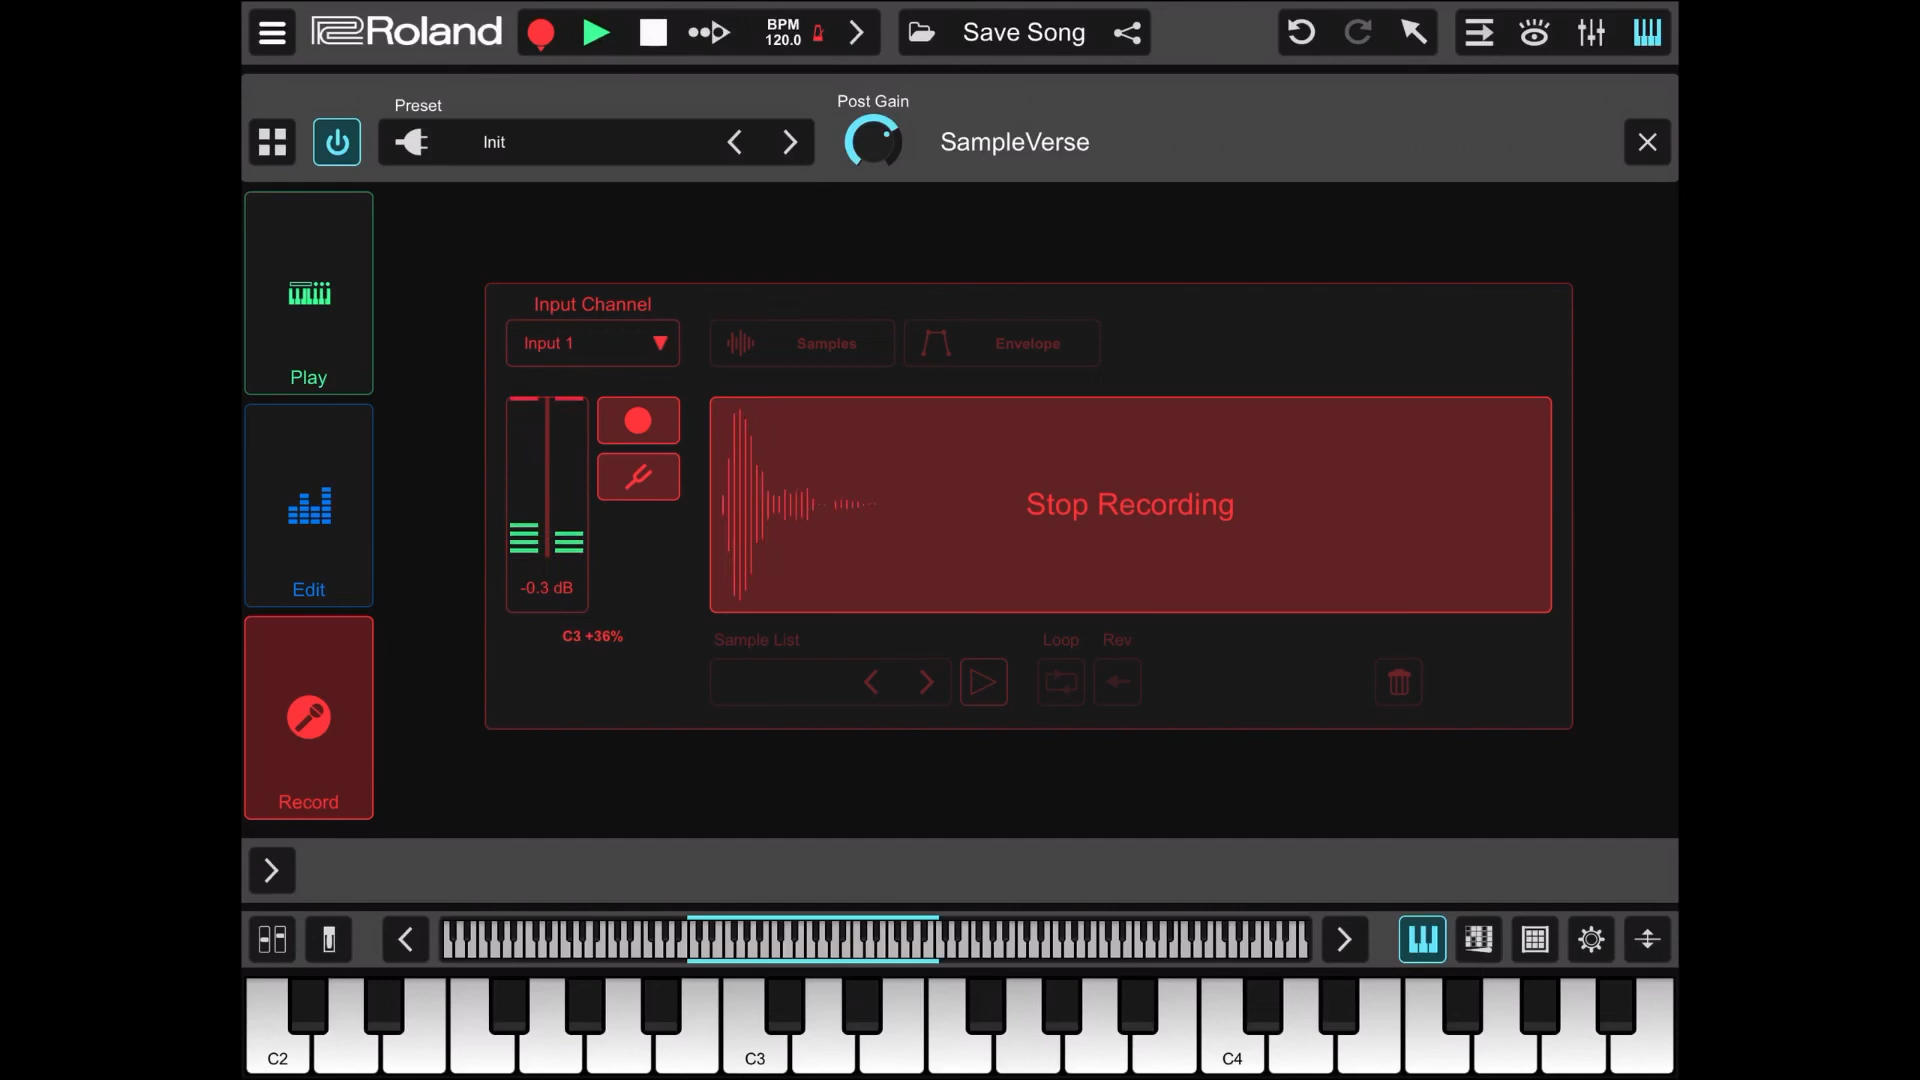 Roland
BPM
120.0
Save Song
Preset
Init
Post Gain
SampleVerse
Play
Edit
Record
Input Channel
Input 1
Samples
Envelope
Stop Recording
-0.3 dB
C3 +36%
Sample List
Loop
Rev
C2
C3
C4